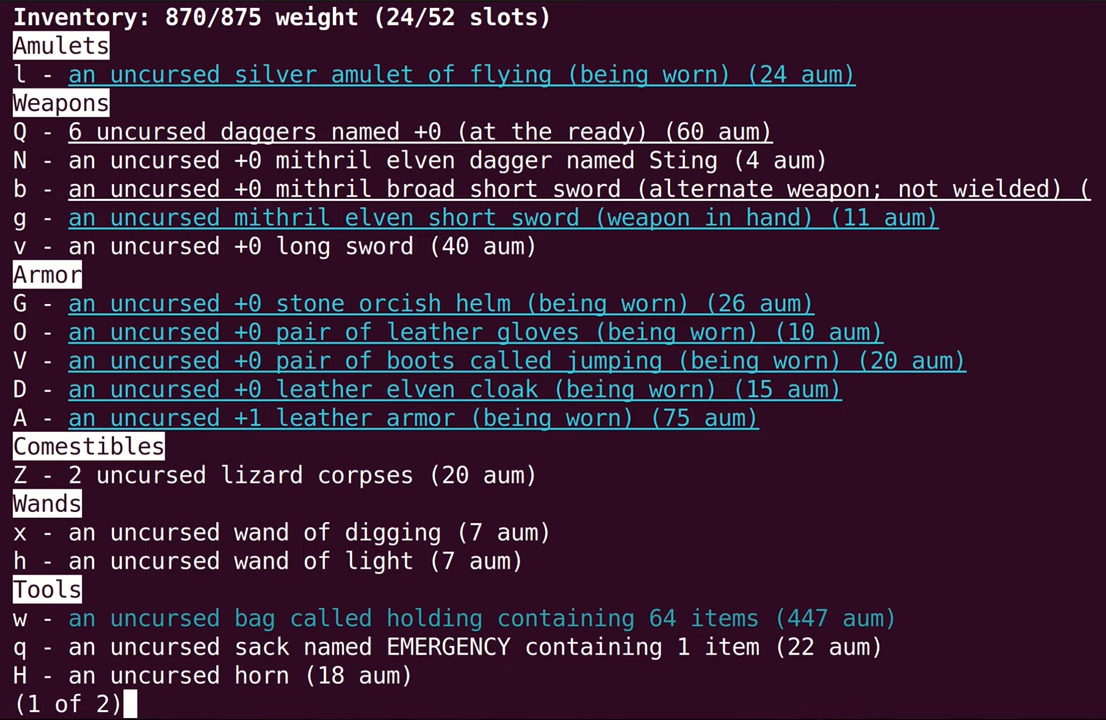 Inventory: 870/875 weight (24/52 slots)
Amulets
l - an uncursed silver amulet of flying (being worn) (24 aum)
Weapons
Q - 6 uncursed daggers named +0 (at the ready) (60 aum)
N - an uncursed +0 mithril elven dagger named Sting (4 aum)
b - an uncursed +0 mithril broad short sword (alternate weapon; not wielded) (
g - an uncursed mithril elven short sword (weapon in hand) (11 aum)
v - an uncursed +0 long sword (40 aum)
Armor
G - an uncursed +0 stone orcish helm (being worn) (26 aum)
O - an uncursed +0 pair of leather gloves (being worn) (10 aum)
V - an uncursed +0 pair of boots called jumping (being worn) (20 aum)
D - an uncursed +0 leather elven cloak (being worn) (15 aum)
A - an uncursed +1 leather armor (being worn) (75 aum)
Comestibles
Z - 2 uncursed lizard corpses (20 aum)
Wands
x - an uncursed wand of digging (7 aum)
h - an uncursed wand of light (7 aum)
Tools
w - an uncursed bag called holding containing 64 items (447 aum)
q - an uncursed sack named EMERGENCY containing 1 item (22 aum)
H - an uncursed horn (18 aum)
(1 of 2)